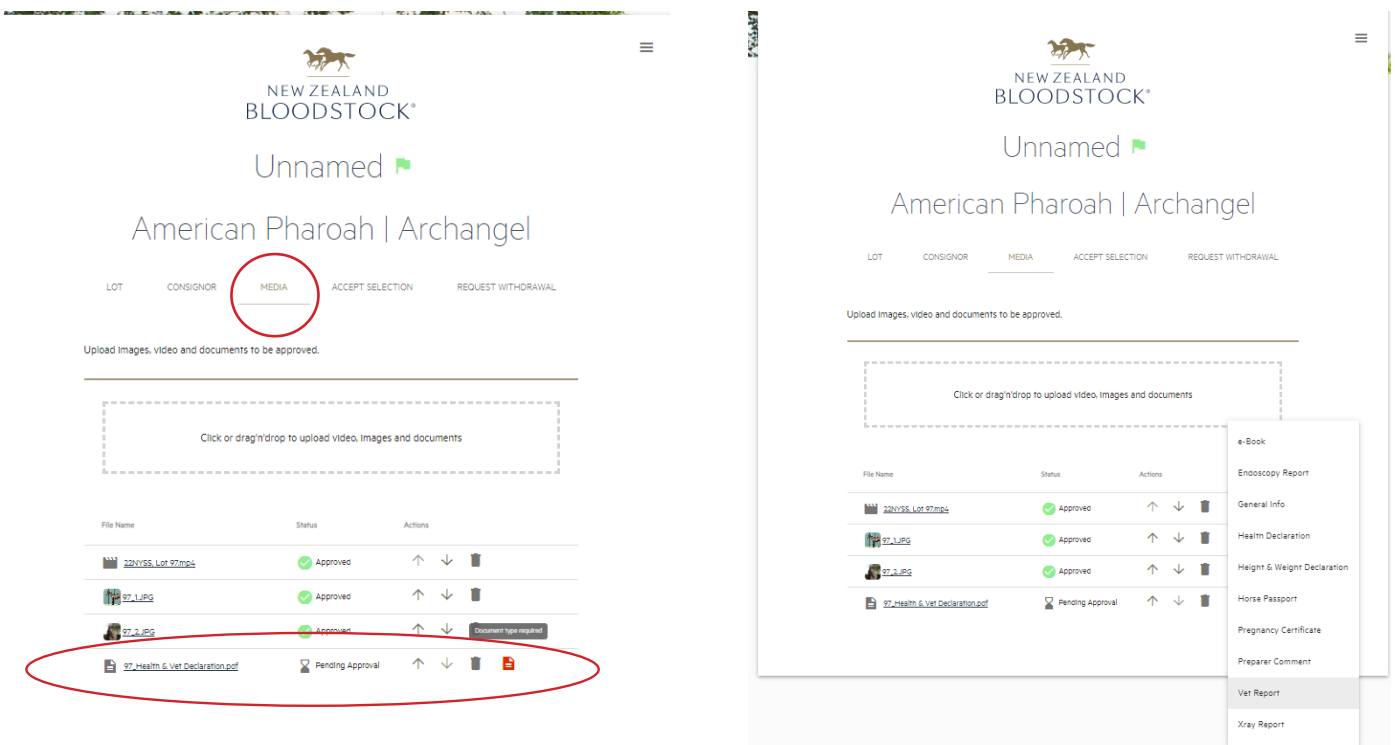 NEW ZEALAND
BLOODSTOCK®
Unnamed
American Pharoah | Archangel
LOT CONSIGNOR MEDIA ACCEPT SELECTION REQUEST WITHDRAWAL
Upload images, video and documents to be approved.
Click or drag'n'drop to upload video, images and documents
File Name Status Actions
22NYSS, Lot 97.mp4 Approved
97_1.JPG Approved
97_2.JPG Approved
Document type required
97_Health & Vet Declaration.pdf Pending Approval
NEW ZEALAND
BLOODSTOCK®
Unnamed
American Pharoah | Archangel
LOT CONSIGNOR MEDIA ACCEPT SELECTION REQUEST WITHDRAWAL
Upload images, video and documents to be approved.
Click or drag'n'drop to upload video, images and documents
File Name Status Actions
22NYSS, Lot 97.mp4 Approved
97_1.JPG Approved
97_2.JPG Approved
97_Health & Vet Declaration.pdf Pending Approval
e-Book
Endoscopy Report
General Info
Health Declaration
Height & Weight Declaration
Horse Passport
Pregnancy Certificate
Preparer Comment
Vet Report
Xray Report